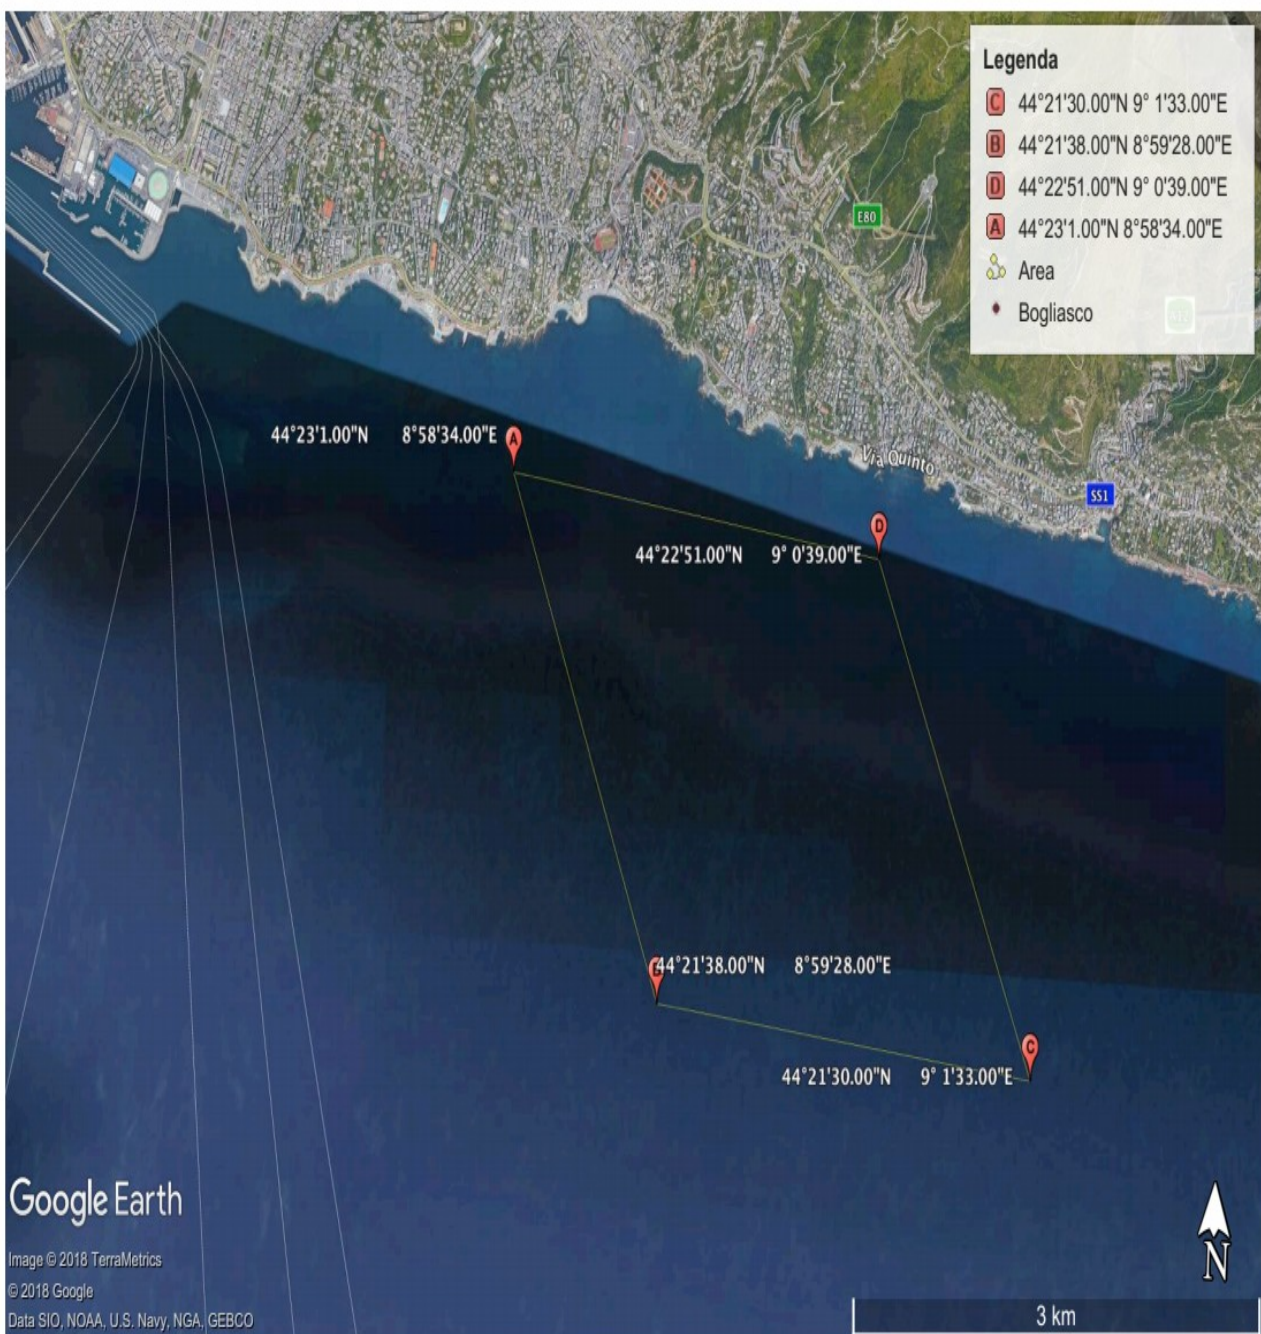 Legenda
C 44°21'30.00"N 9° 1'33.00"E
B 44°21'38.00"N 8°59'28.00"E
D 44°22'51.00"N 9° 0'39.00"E
A 44°23'1.00"N 8°58'34.00"E
Area
Bogliasco
E80
A12
44°23'1.00"N 8°58'34.00"E A
Via Quinto
SS1
D
44°22'51.00"N 9° 0'39.00"E
44°21'38.00"N 8°59'28.00"E
C
44°21'30.00"N 9° 1'33.00"E
Google Earth
N
Image © 2018 TerraMetrics
© 2018 Google
Data SIO, NOAA, U.S. Navy, NGA, GEBCO
3 km